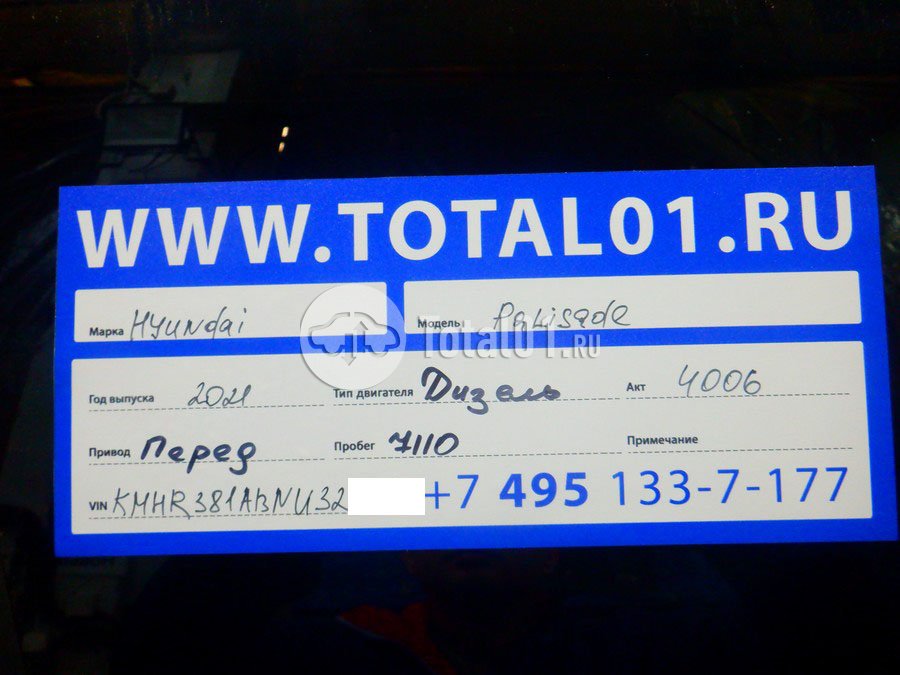 WWW.TOTAL01.RU
Марка Hyundai Модель Palisade
Total01.RU
Год выпуска 2021 Тип двигателя Дизель Акт 4006
Привод Перед Пробег 7110 Примечание
VIN KMHR381ABNU32 +7 495 133-7-177